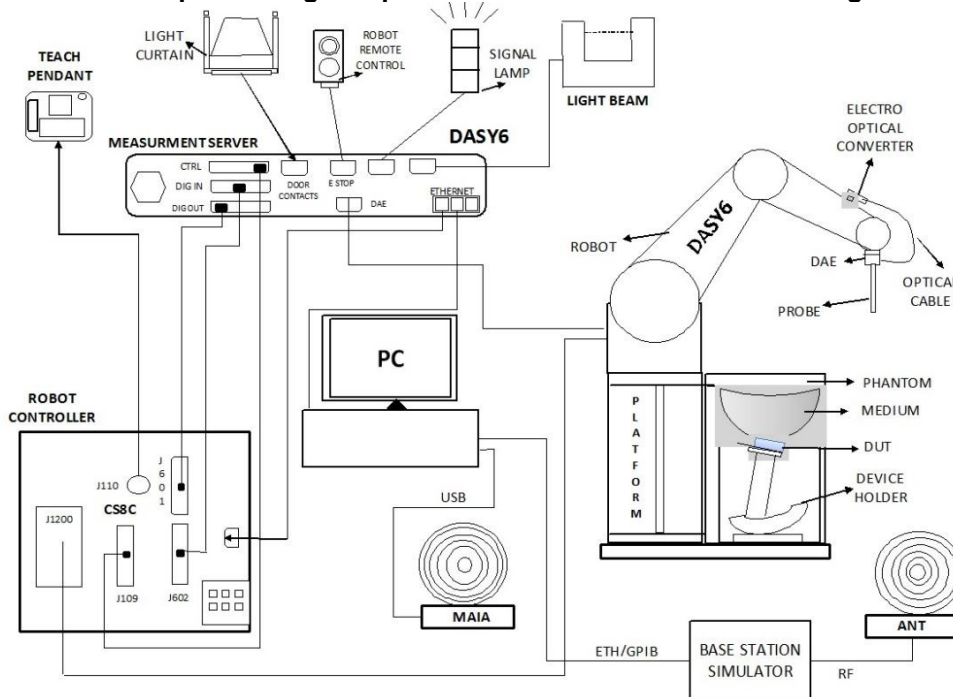 LIGHT
CURTAIN
ROBOT
REMOTE
CONTROL
SIGNAL
LAMP
LIGHT BEAM
TEACH
PENDANT
MEASURMENT SERVER
DASY6
CTRL
DIG IN
DIG OUT
DOOR
CONTACTS
E STOP
DAE
ETHERNET
ELECTRO
OPTICAL
CONVERTER
ROBOT
DASY6
DAE
PROBE
OPTICAL
CABLE
PC
PLATFORM
PHANTOM
MEDIUM
DUT
DEVICE
HOLDER
ROBOT
CONTROLLER
J601
J110
CS8C
J1200
J109
J602
USB
MAIA
ETH/GPIB
BASE STATION
SIMULATOR
RF
ANT